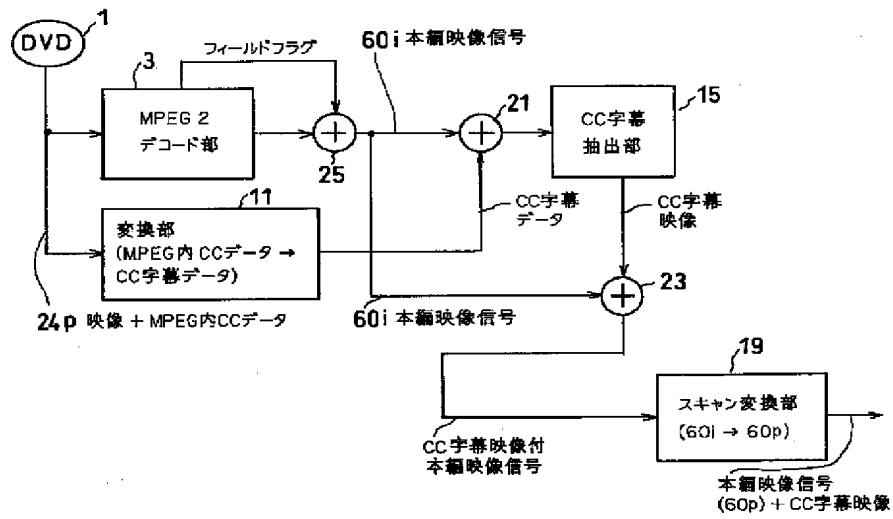 1
DVD
フィールドフラグ
60i 本編映像信号
3
MPEG 2
デコード部
25
21
15
CC字幕
抽出部
11
変換部
(MPEG内 CCデータ →
CC字幕データ)
CC字幕
データ
CC字幕
映像
23
24p 映像 + MPEG内CCデータ
60i 本編映像信号
19
スキャン変換部
(60i → 60p)
CC字幕映像付
本編映像信号
本編映像信号
(60p) + CC字幕映像